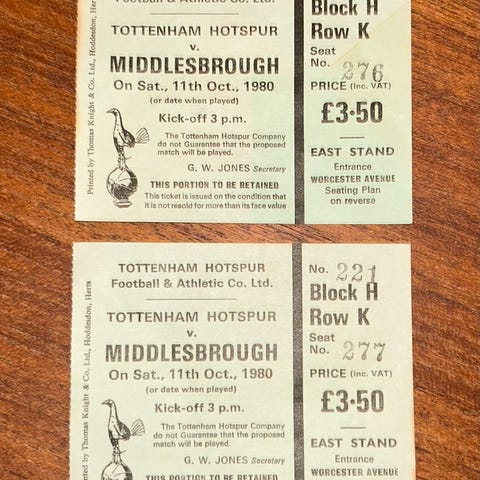 Football & Athletic Co. Ltd.
TOTTENHAM HOTSPUR
v.
MIDDLESBROUGH
On Sat., 11th Oct., 1980
(or date when played)
Kick-off 3 p.m.
The Tottenham Hotspur Company
do not Guarantee that the proposed
match will be played.
G. W. JONES Secretary
THIS PORTION TO BE RETAINED
This ticket is issued on the condition that
it is not resold for more than its face value
Printed by Thomas Knight & Co. Ltd., Hoddesdon, Herts
Block H
Row K
Seat
No. 276
PRICE (Inc. VAT)
£3·50
EAST STAND
Entrance
WORCESTER AVENUE
Seating Plan
on reverse
TOTTENHAM HOTSPUR
Football & Athletic Co. Ltd.
TOTTENHAM HOTSPUR
v.
MIDDLESBROUGH
On Sat., 11th Oct., 1980
(or date when played)
Kick-off 3 p.m.
The Tottenham Hotspur Company
do not Guarantee that the proposed
match will be played.
G. W. JONES Secretary
THIS PORTION TO BE RETAINED
Printed by Thomas Knight & Co. Ltd., Hoddesdon, Herts
No. 221
Block H
Row K
Seat
No. 277
PRICE (Inc. VAT)
£3·50
EAST STAND
Entrance
WORCESTER AVENUE